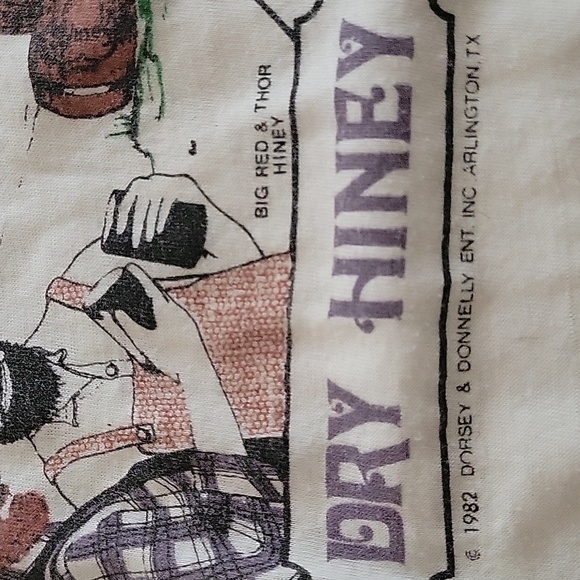 BIG RED & THOR
HINEY
DRY HINEY
© 1982 DORSEY & DONNELLY ENT. INC ARLINGTON, TX